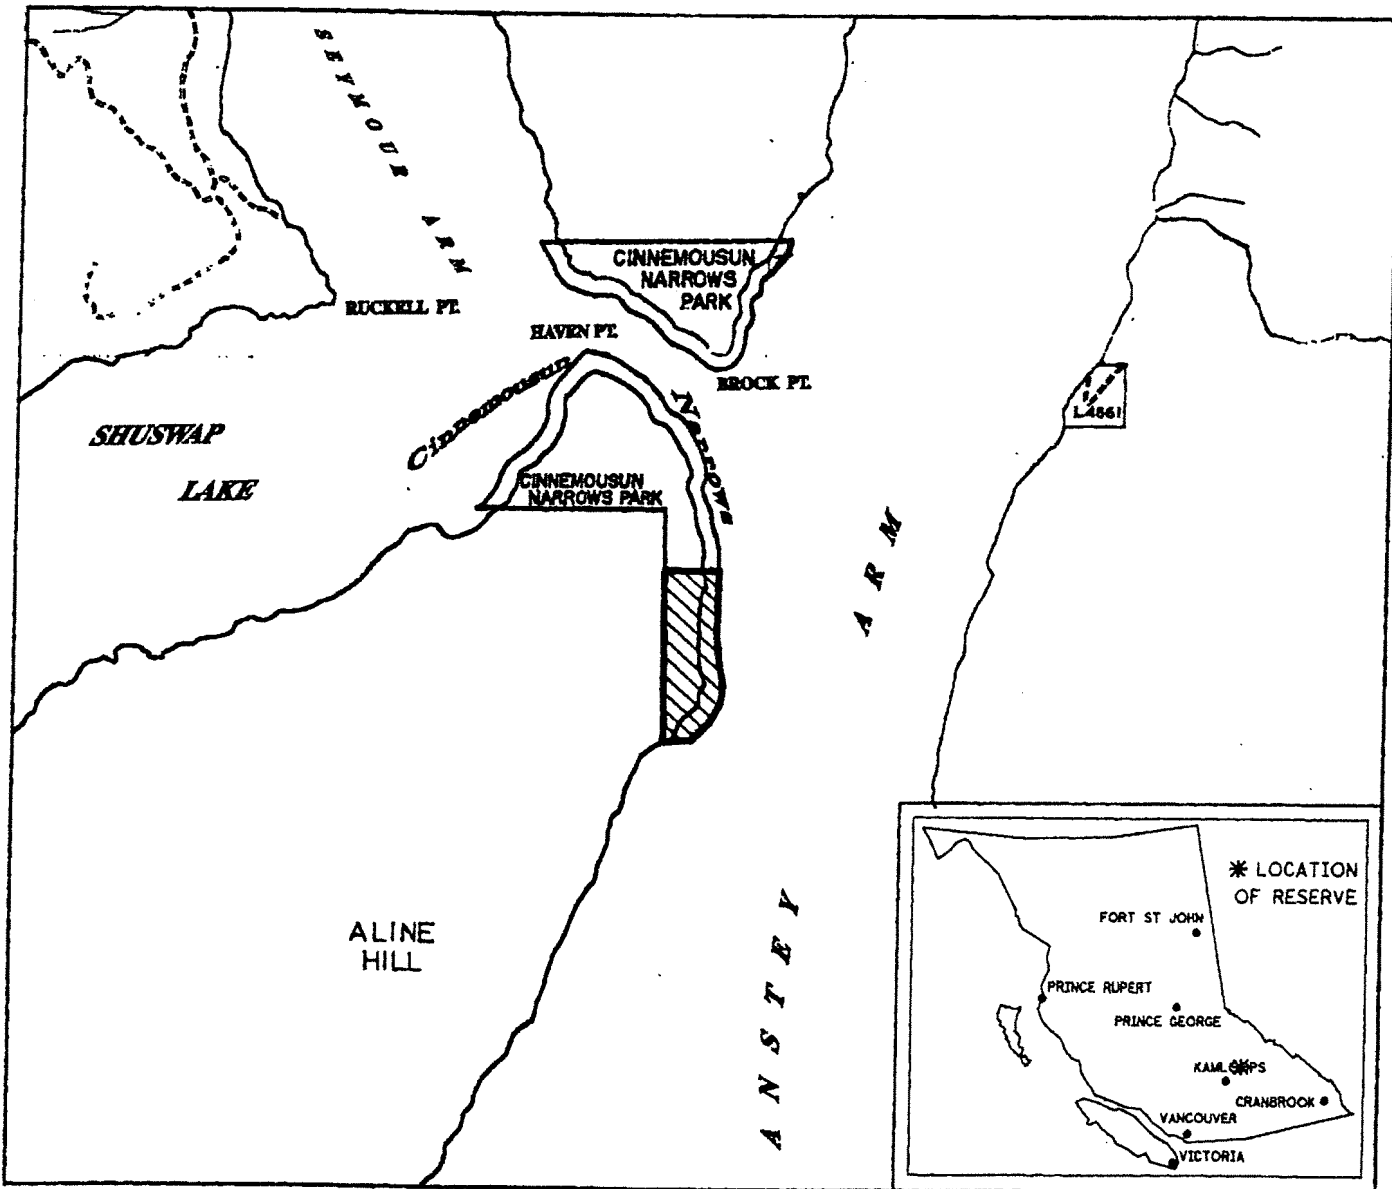 SEYMOUR ARM
CINNEMOUSUN
NARROWS
PARK
RUCKELL PT.
HAVEN PT.
BROCK PT.
Cinnemousun Narrows
L4661
SHUSWAP
LAKE
CINNEMOUSUN
NARROWS PARK
ANSTEY ARM
ALINE
HILL
✳ LOCATION
OF RESERVE
FORT ST JOHN
PRINCE RUPERT
PRINCE GEORGE
KAMLOOPS
CRANBROOK
VANCOUVER
VICTORIA